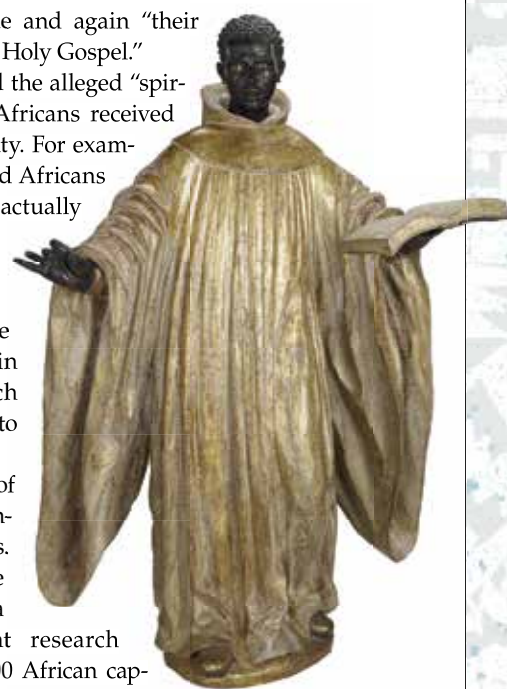 e and again “their
Holy Gospel.”
l the alleged “spir-
Africans received
ty. For exam-
d Africans
actually
e
in
ch
to
of
n-
s.
e
n
t research
00 African cap-